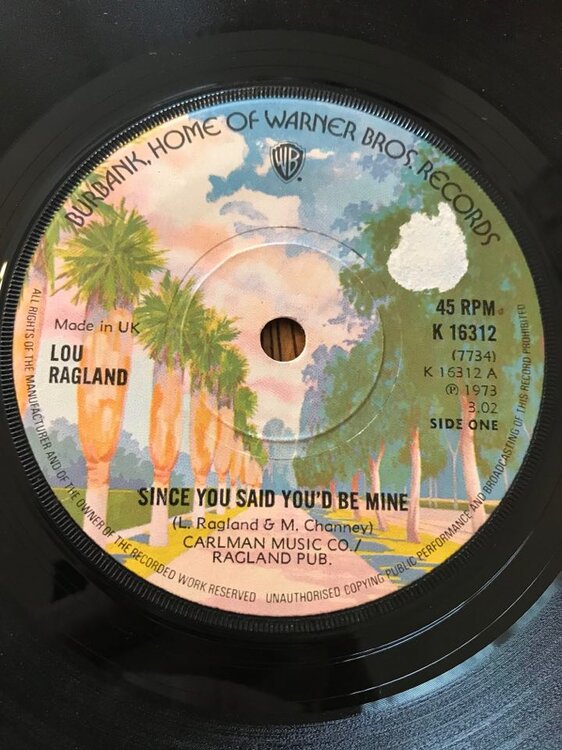 BURBANK, HOME OF WARNER BROS. RECORDS
WB
45 RPM
K 16312
(7734)
K 16312 A
Ⓟ 1973
3.02
SIDE ONE
Made in UK
LOU
RAGLAND
SINCE YOU SAID YOU'D BE MINE
(L. Ragland & M. Channey)
CARLMAN MUSIC CO./
RAGLAND PUB.
ALL RIGHTS OF THE MANUFACTURER AND OF THE OWNER OF THE RECORDED WORK RESERVED UNAUTHORISED COPYING PUBLIC PERFORMANCE AND BROADCASTING OF THIS RECORD PROHIBITED